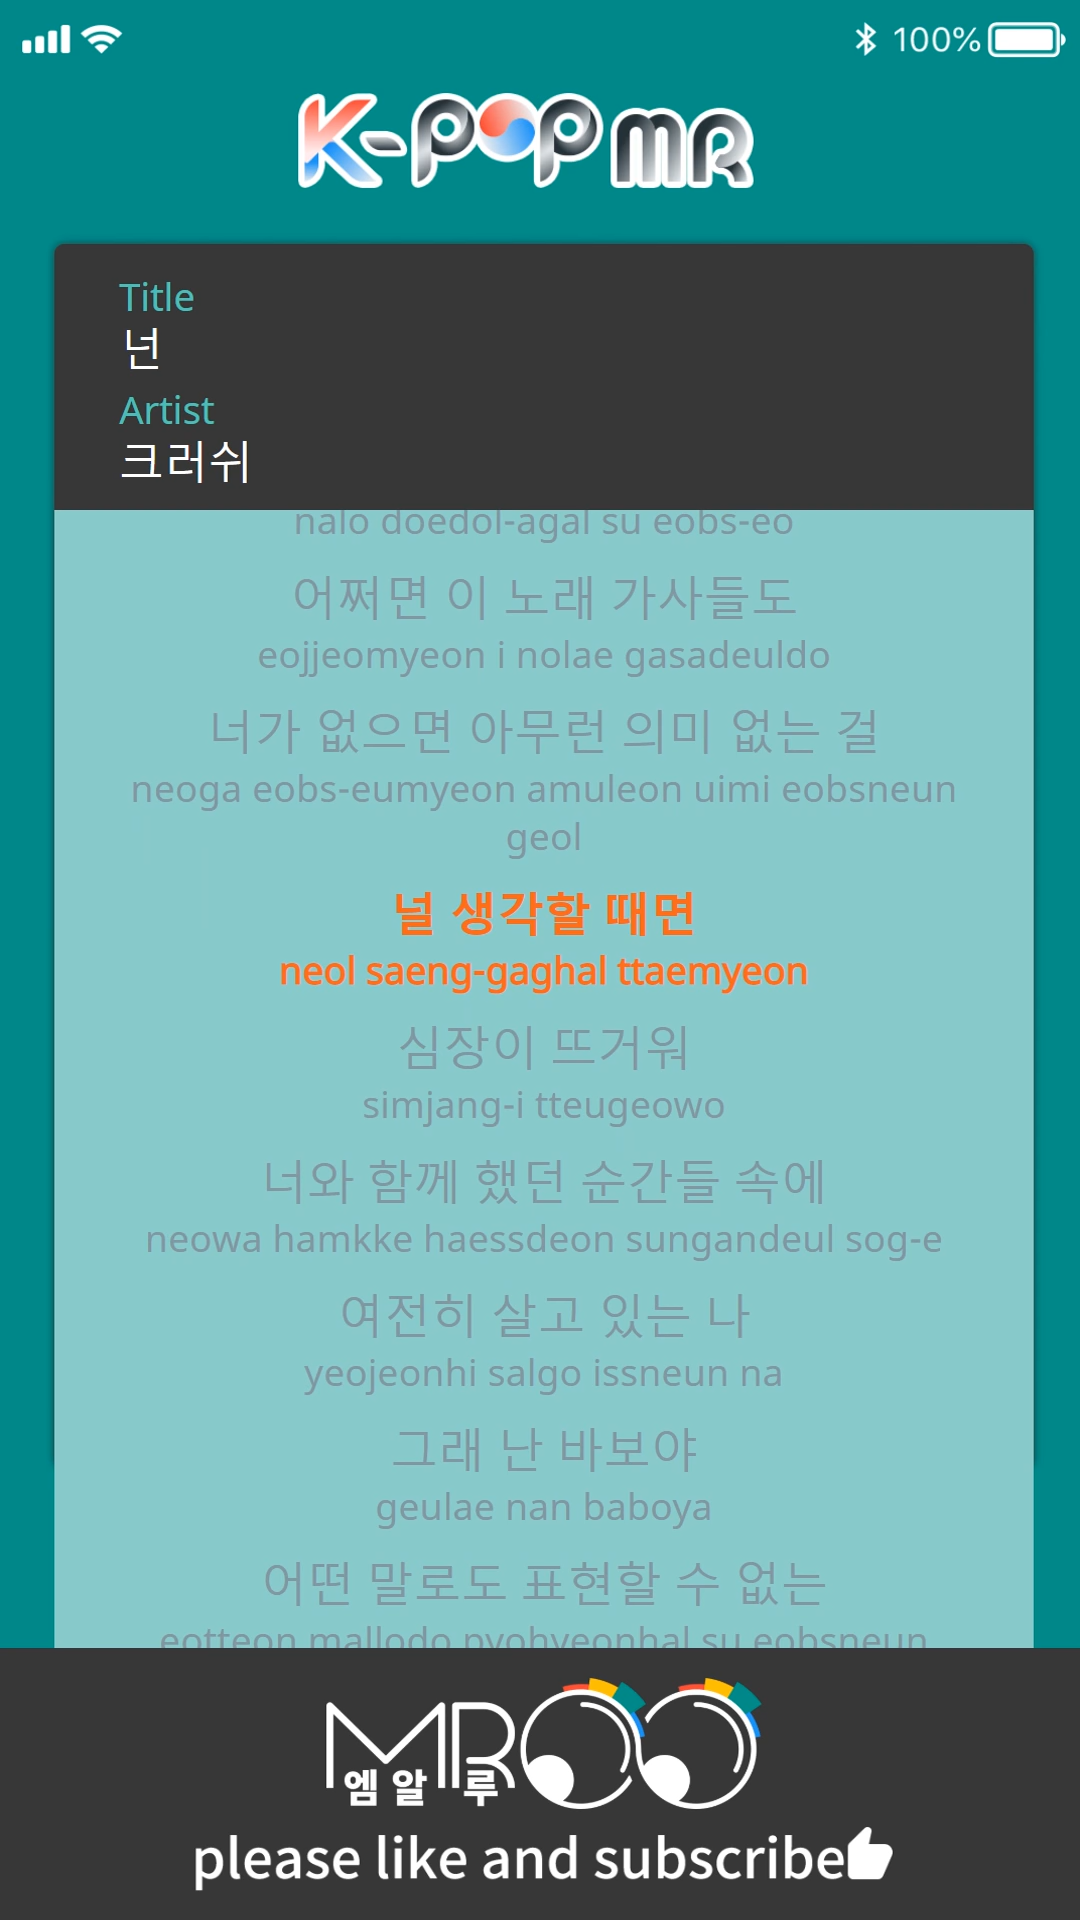 100%
K-POP MR
Title
넌
Artist
크러쉬
nalo doedol-agal su eobs-eo
어쩌면 이 노래 가사들도
eojjeomyeon i nolae gasadeuldo
너가 없으면 아무런 의미 없는 걸
neoga eobs-eumyeon amuleon uimi eobsneun
geol
널 생각할 때면
neol saeng-gaghal ttaemyeon
심장이 뜨거워
simjang-i tteugeowo
너와 함께 했던 순간들 속에
neowa hamkke haessdeon sungandeul sog-e
여전히 살고 있는 나
yeojeonhi salgo issneun na
그래 난 바보야
geulae nan baboya
어떤 말로도 표현할 수 없는
eotteon mallodo pyohyeonhal su eobsneun
MROO
엠알루
please like and subscribe